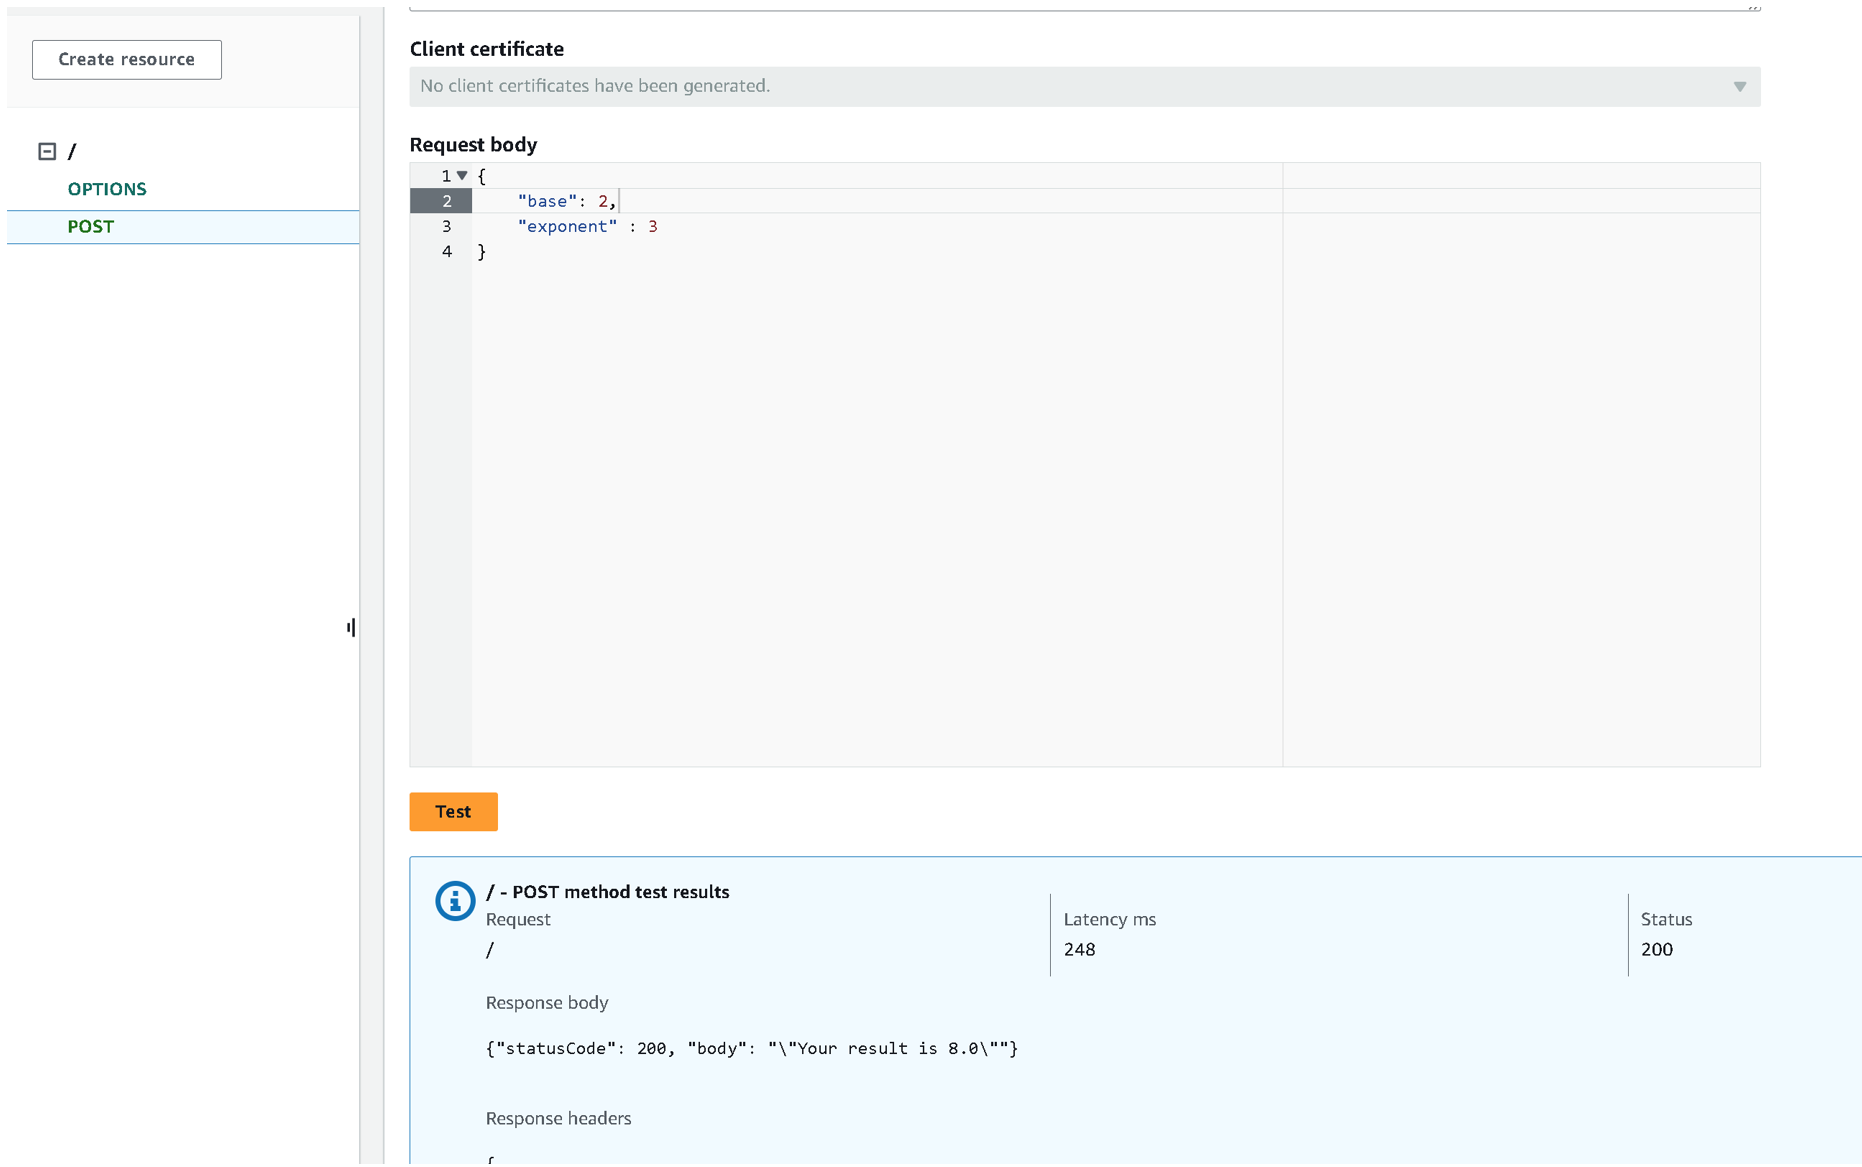 Create resource
/
OPTIONS
POST
Client certificate
No client certificates have been generated.
Request body
1 {
2 "base": 2,
3 "exponent" : 3
4 }
Test
/ - POST method test results
Request
/
Latency ms
248
Status
200
Response body
{"statusCode": 200, "body": "\"Your result is 8.0\""}
Response headers
{